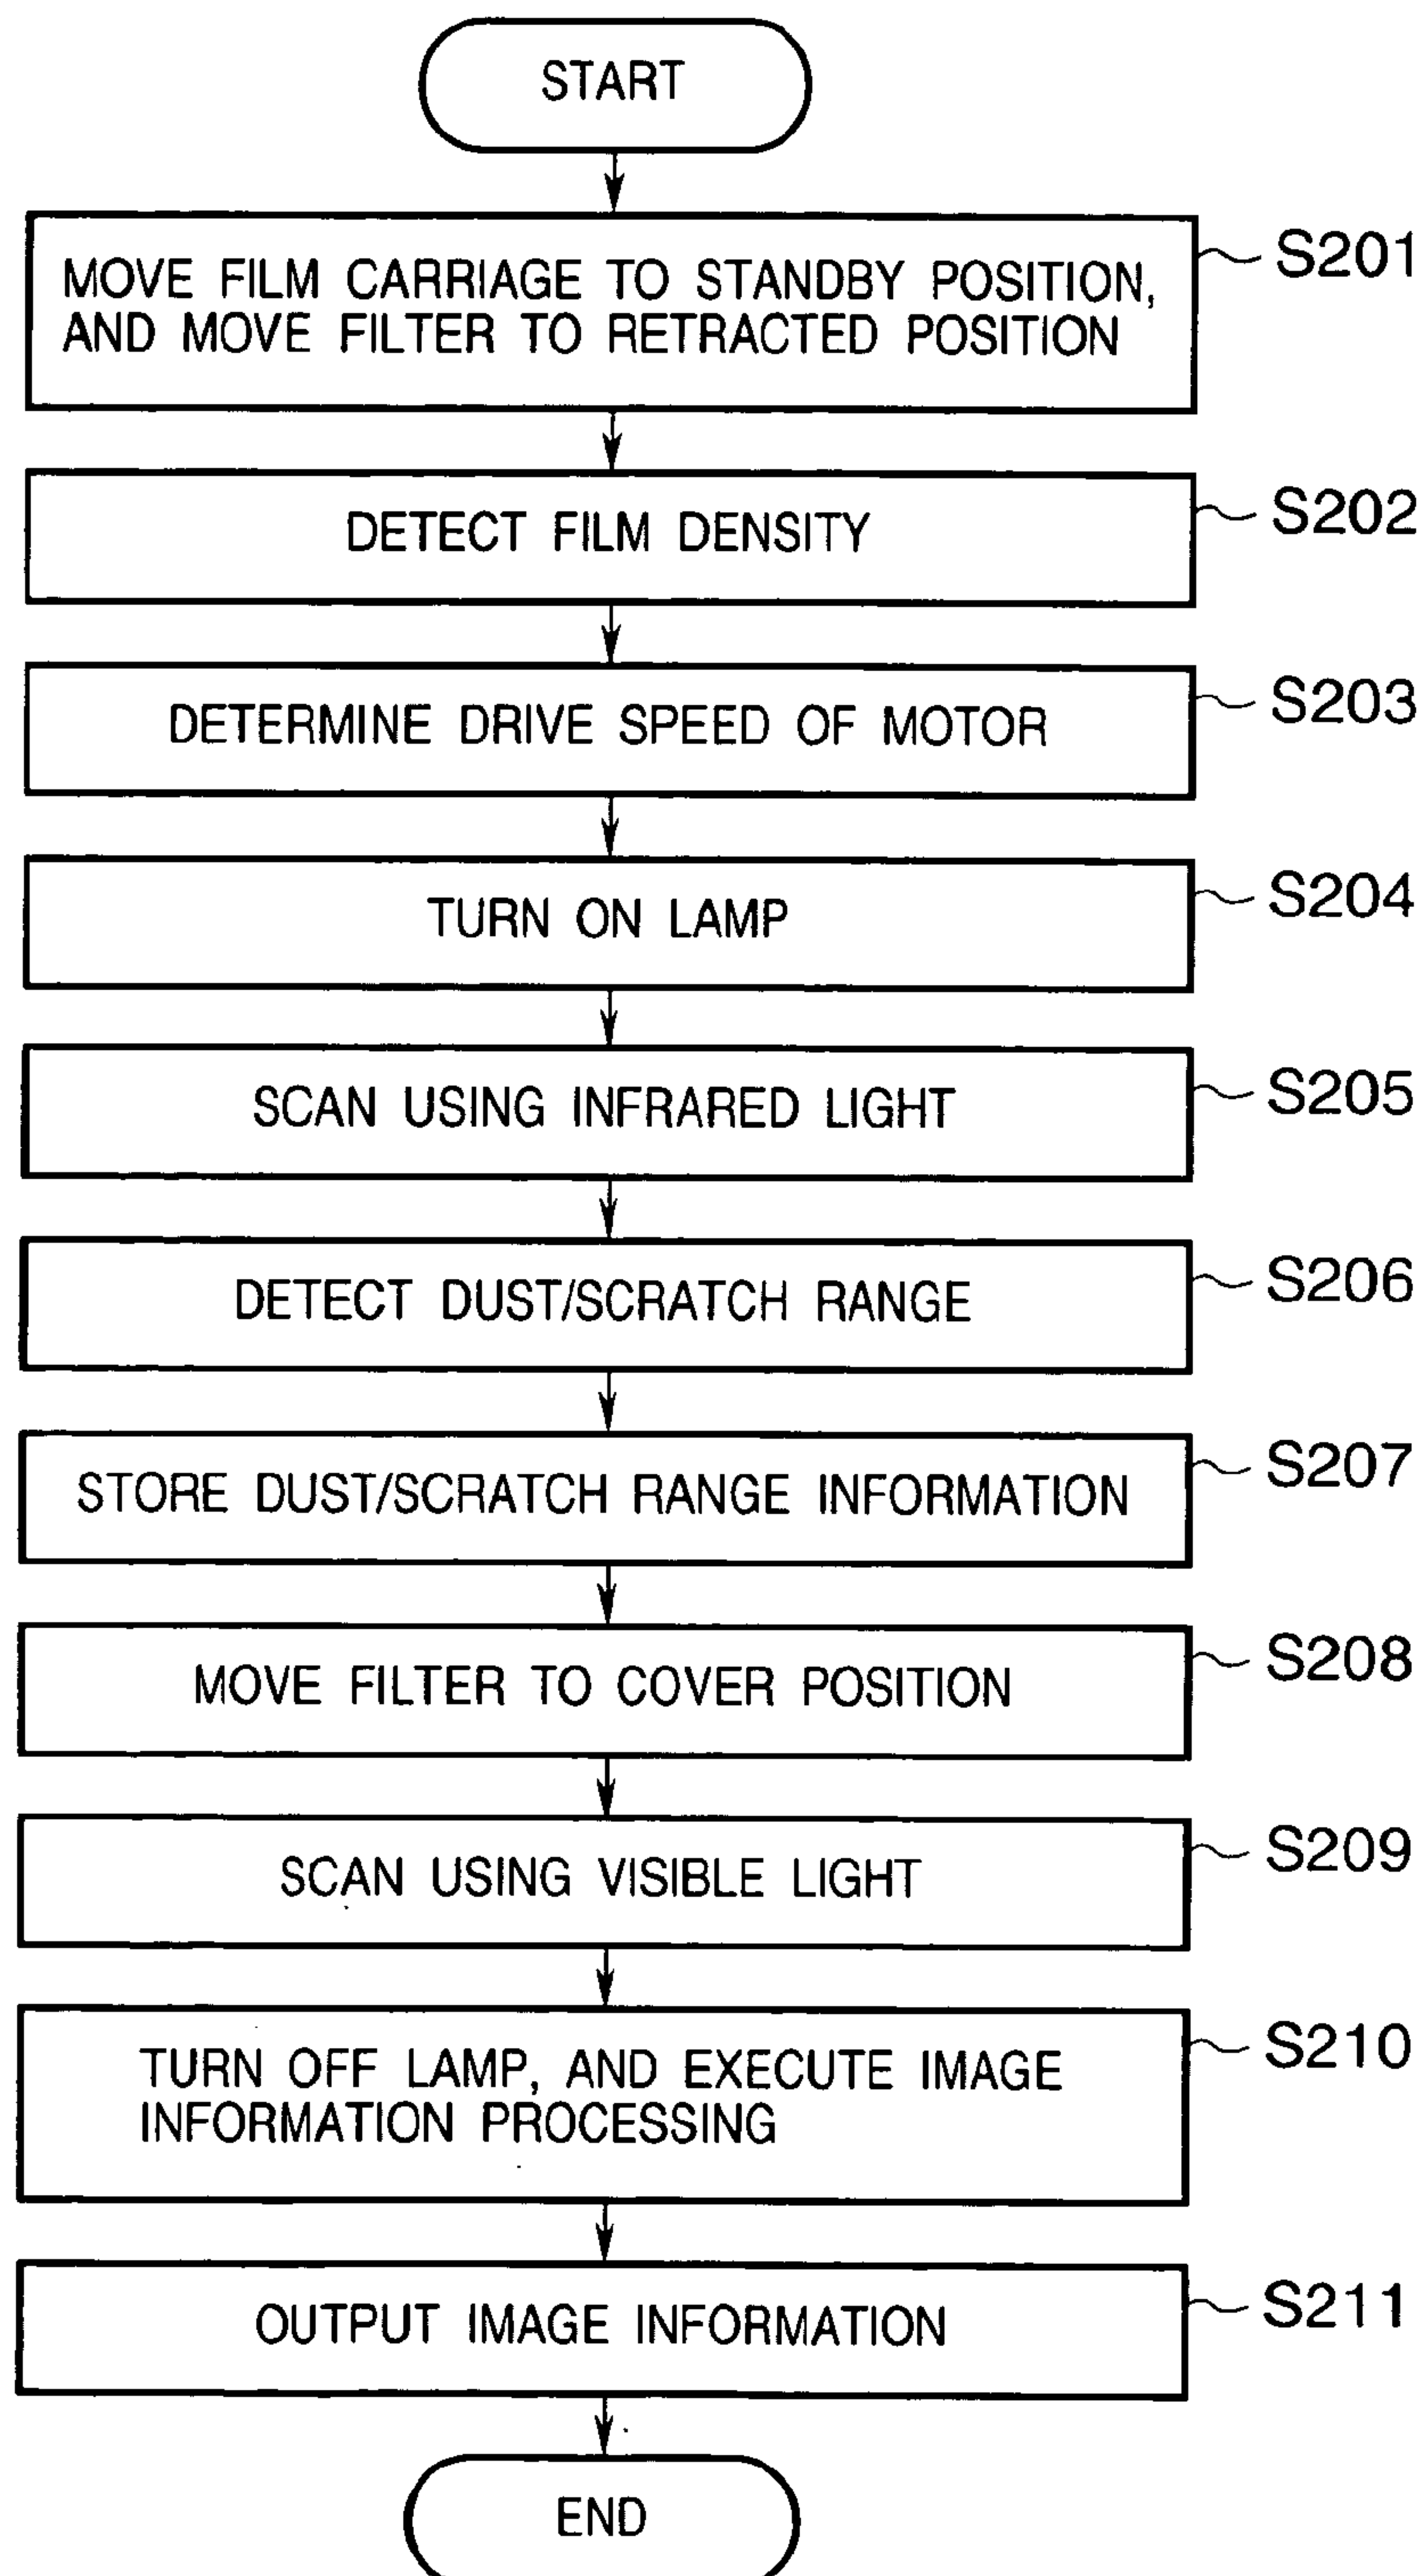 START
MOVE FILM CARRIAGE TO STANDBY POSITION,
AND MOVE FILTER TO RETRACTED POSITION
S201
DETECT FILM DENSITY
S202
DETERMINE DRIVE SPEED OF MOTOR
S203
TURN ON LAMP
S204
SCAN USING INFRARED LIGHT
S205
DETECT DUST/SCRATCH RANGE
S206
STORE DUST/SCRATCH RANGE INFORMATION
S207
MOVE FILTER TO COVER POSITION
S208
SCAN USING VISIBLE LIGHT
S209
TURN OFF LAMP, AND EXECUTE IMAGE
INFORMATION PROCESSING
S210
OUTPUT IMAGE INFORMATION
S211
END